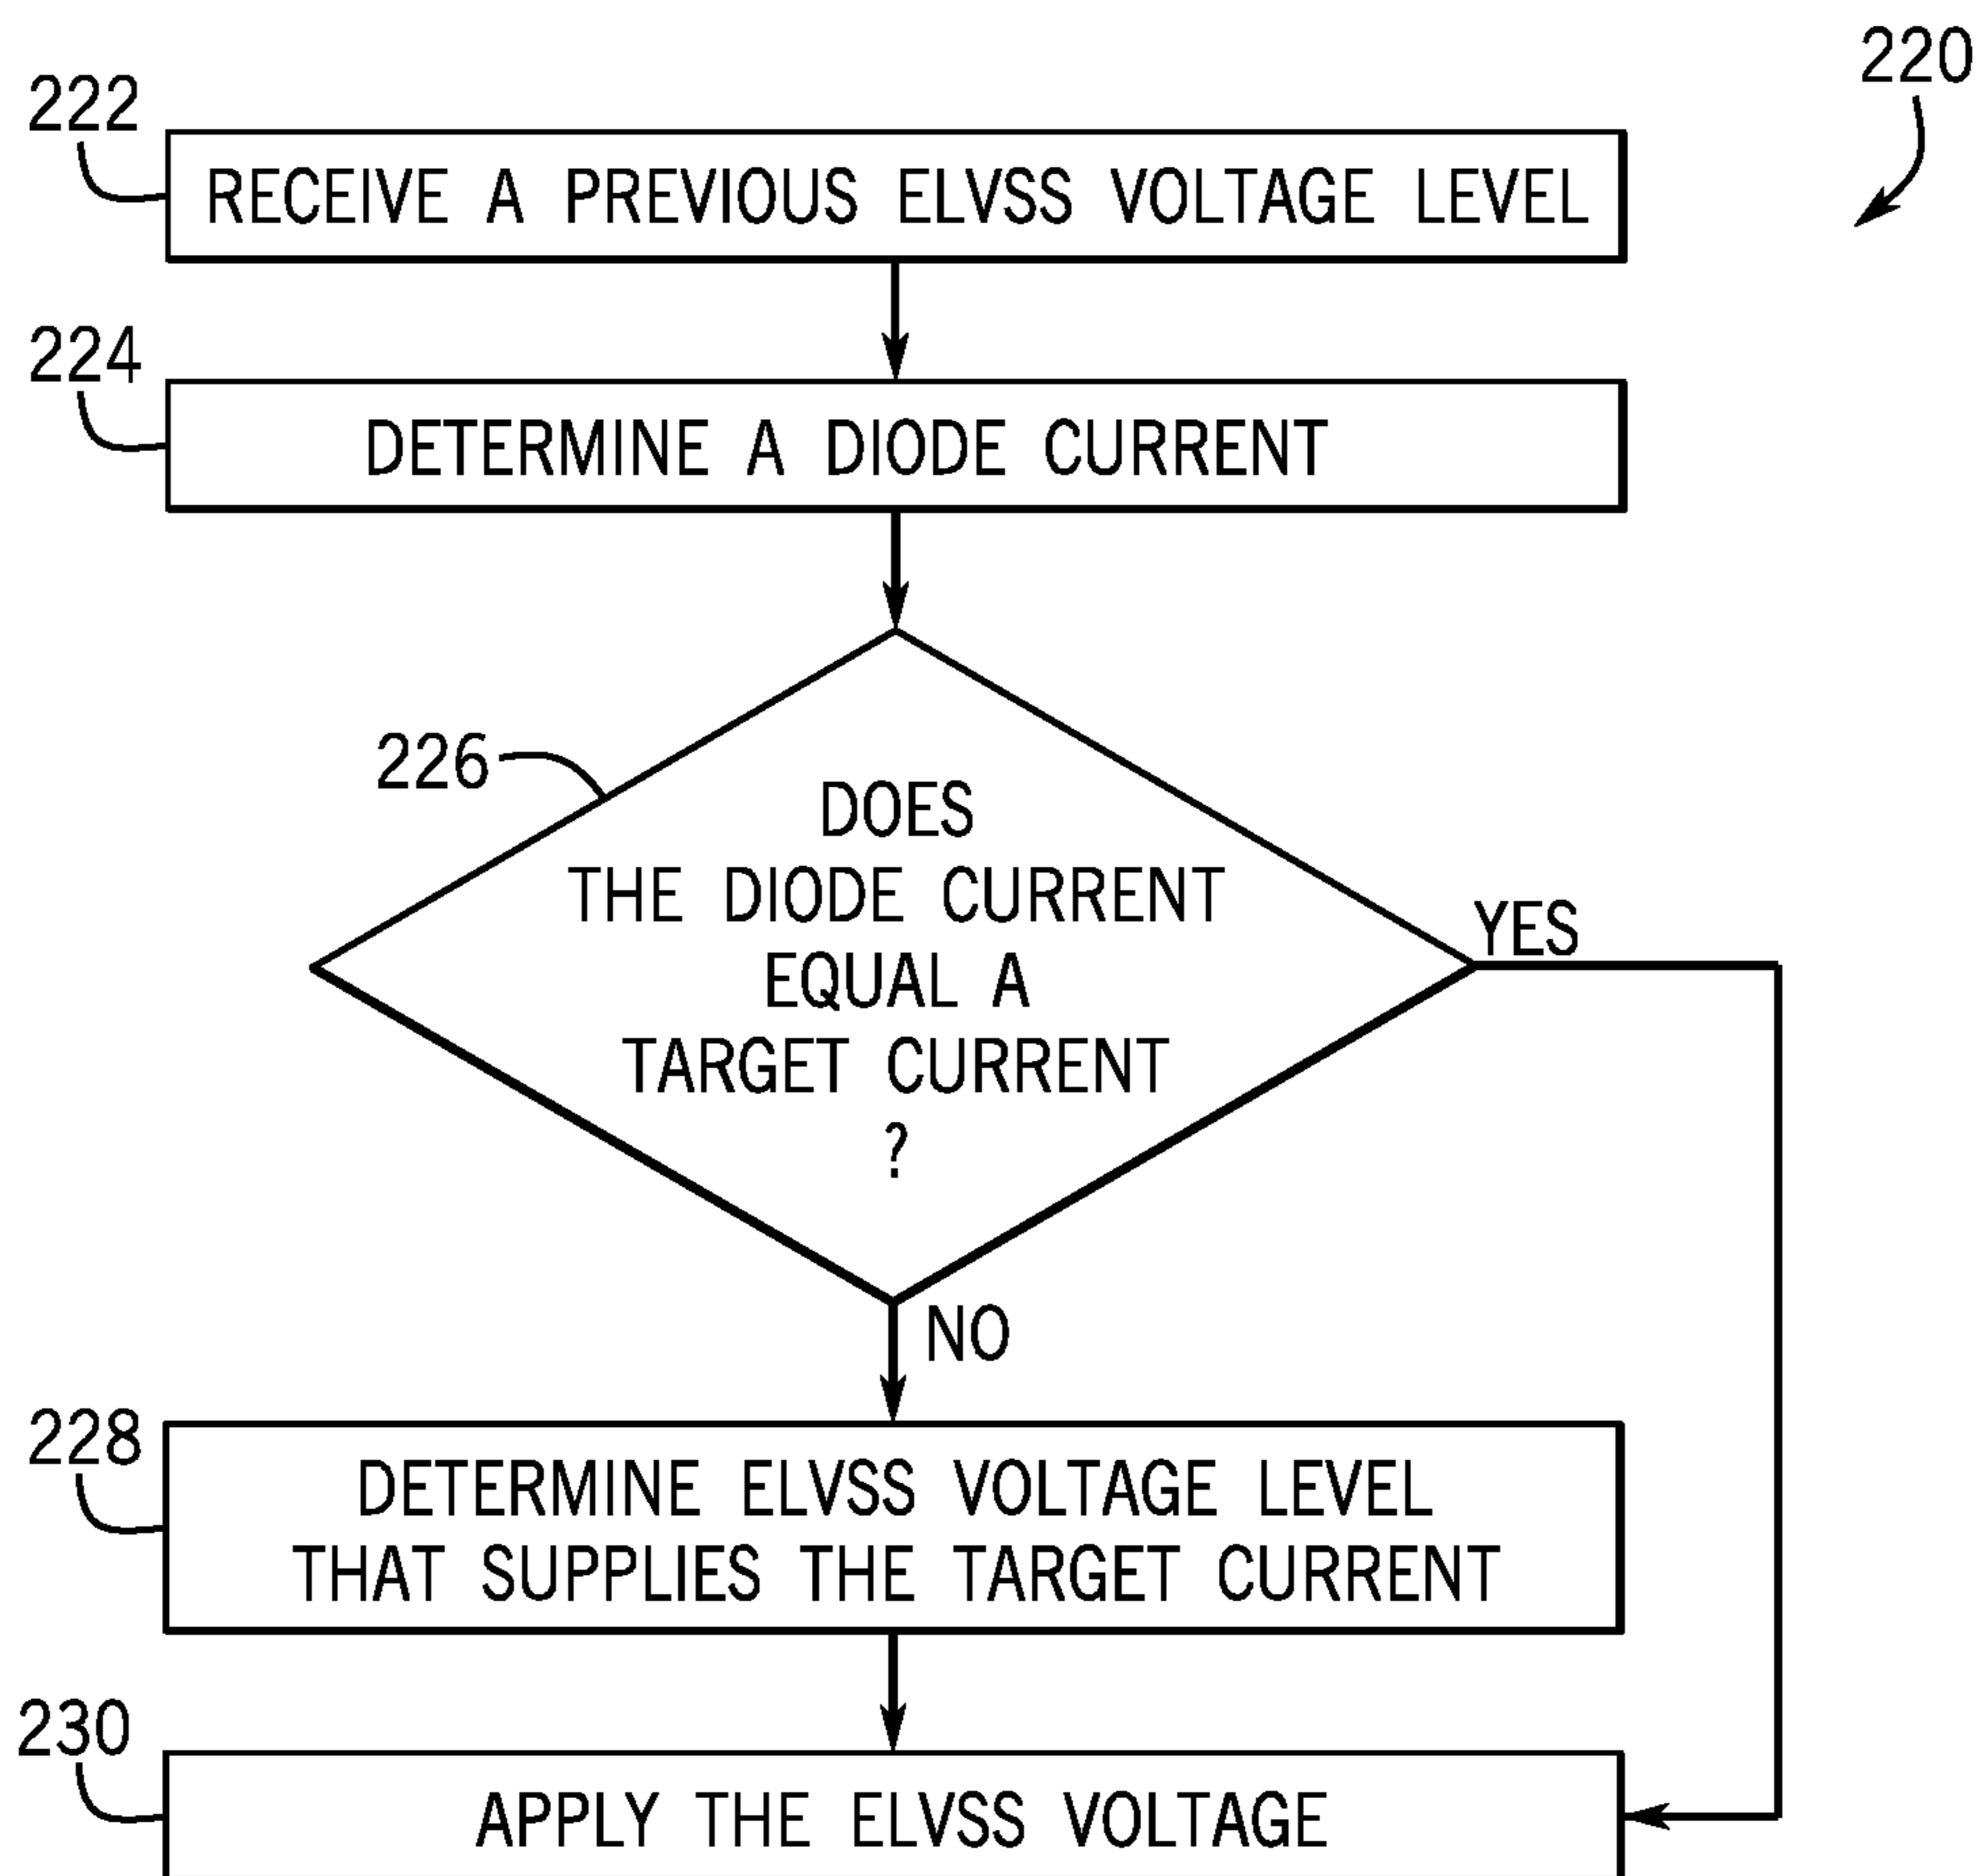 220
222
RECEIVE A PREVIOUS ELVSS VOLTAGE LEVEL
224
DETERMINE A DIODE CURRENT
226
DOES
THE DIODE CURRENT
EQUAL A
TARGET CURRENT
?
YES
NO
228
DETERMINE ELVSS VOLTAGE LEVEL
THAT SUPPLIES THE TARGET CURRENT
230
APPLY THE ELVSS VOLTAGE